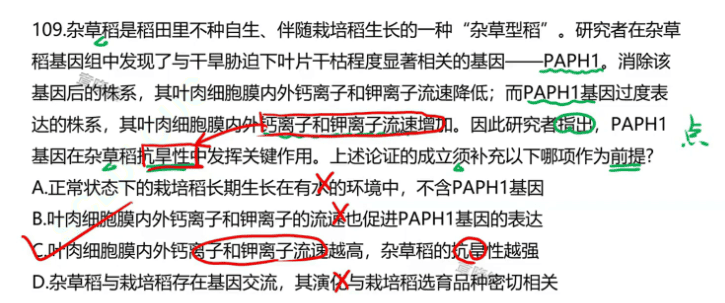 109.杂草稻是稻田里不种自生、伴随栽培稻生长的一种“杂草型稻”。研究者在杂草
稻基因组中发现了与干旱胁迫下叶片干枯程度显著相关的基因——PAPH1。消除该
基因后的株系，其叶肉细胞膜内外钙离子和钾离子流速降低；而PAPH1基因过度表
达的株系，其叶肉细胞膜内外钙离子和钾离子流速增加。因此研究者指出，PAPH1
点
基因在杂草稻抗旱性中发挥关键作用。上述论证的成立须补充以下哪项作为前提?
A.正常状态下的栽培稻长期生长在有水的环境中，不含PAPH1基因
B.叶肉细胞膜内外钙离子和钾离子的流速也促进PAPH1基因的表达
C.叶肉细胞膜内外钙离子和钾离子流速越高，杂草稻的抗旱性越强
D.杂草稻与栽培稻存在基因交流，其演化与栽培稻选育品种密切相关